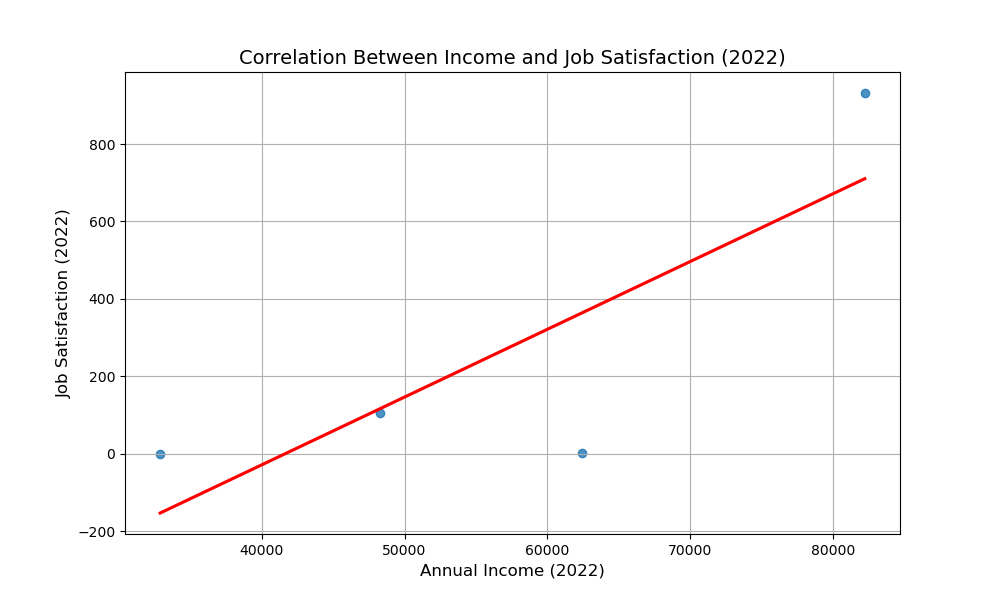 Correlation Between Income and Job Satisfaction (2022)
Job Satisfaction (2022)
800
600
400
200
0
−200
40000 50000 60000 70000 80000
Annual Income (2022)